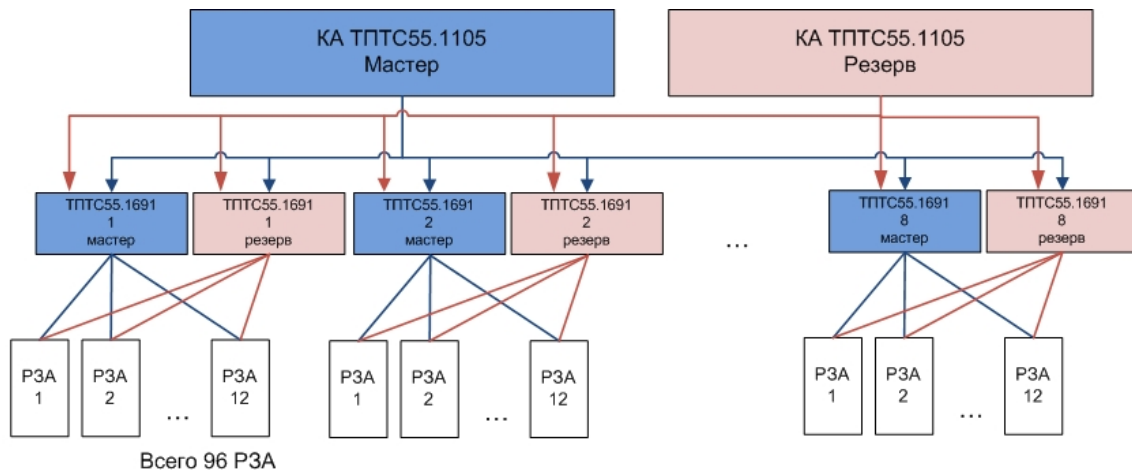 КА ТПТС55.1105
Мастер
КА ТПТС55.1105
Резерв
ТПТС55.1691
1
мастер
ТПТС55.1691
1
резерв
ТПТС55.1691
2
мастер
ТПТС55.1691
2
резерв
...
ТПТС55.1691
8
мастер
ТПТС55.1691
8
резерв
РЗА
1
РЗА
2
...
РЗА
12
РЗА
1
РЗА
2
...
РЗА
12
РЗА
1
РЗА
2
...
РЗА
12
Всего 96 РЗА